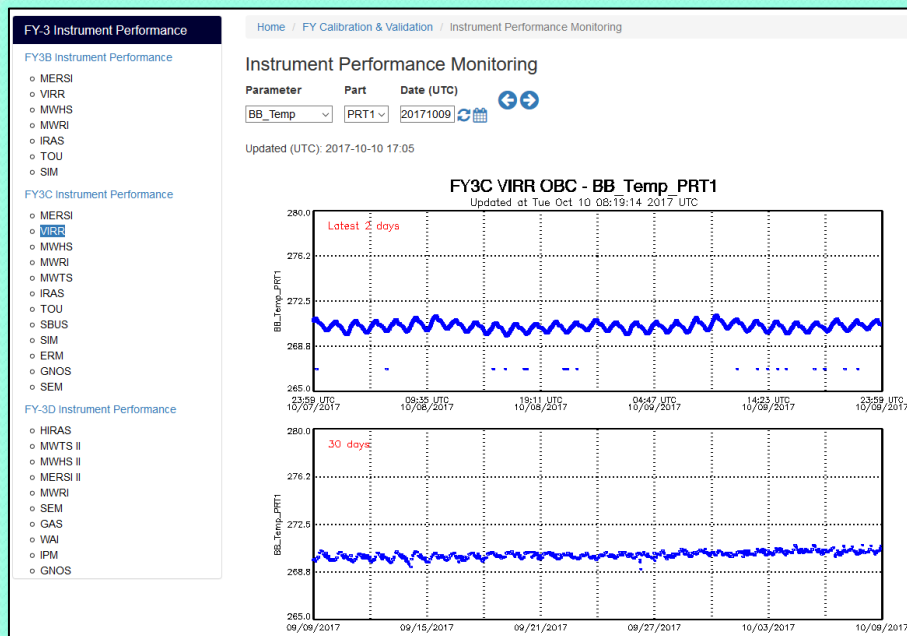 FY-3 Instrument Performance
FY3B Instrument Performance
MERSI
VIRR
MWHS
MWRI
IRAS
TOU
SIM
FY3C Instrument Performance
MERSI
VIRR
MWHS
MWRI
MWTS
IRAS
TOU
SBUS
SIM
ERM
GNOS
SEM
FY-3D Instrument Performance
HIRAS
MWTS II
MWHS II
MERSI II
MWRI
SEM
GAS
WAI
IPM
GNOS
Home / FY Calibration & Validation / Instrument Performance Monitoring
Instrument Performance Monitoring
Parameter Part Date (UTC)
BB_Temp PRT1 20171009
Updated (UTC): 2017-10-10 17:05
FY3C VIRR OBC - BB_Temp_PRT1
Updated at Tue Oct 10 08:19:14 2017 UTC
Latest 2 days
280.0
276.2
272.5
268.8
265.0
BB_Temp_PRT1
23:59 UTC 09:35 UTC 19:11 UTC 04:47 UTC 14:23 UTC 23:59 UTC
10/07/2017 10/08/2017 10/08/2017 10/09/2017 10/09/2017 10/09/2017
30 days
280.0
276.2
272.5
268.8
265.0
BB_Temp_PRT1
09/09/2017 09/15/2017 09/21/2017 09/27/2017 10/03/2017 10/09/2017